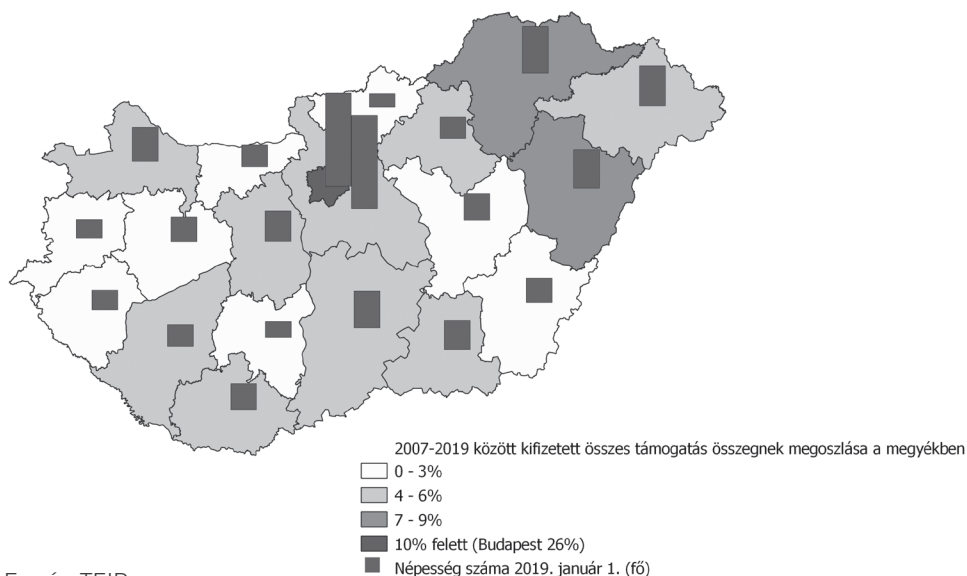 2007-2019 között kifizetett összes támogatás összegnek megoszlása a megyékben
0 - 3%
4 - 6%
7 - 9%
10% felett (Budapest 26%)
Népesség száma 2019. január 1. (fő)